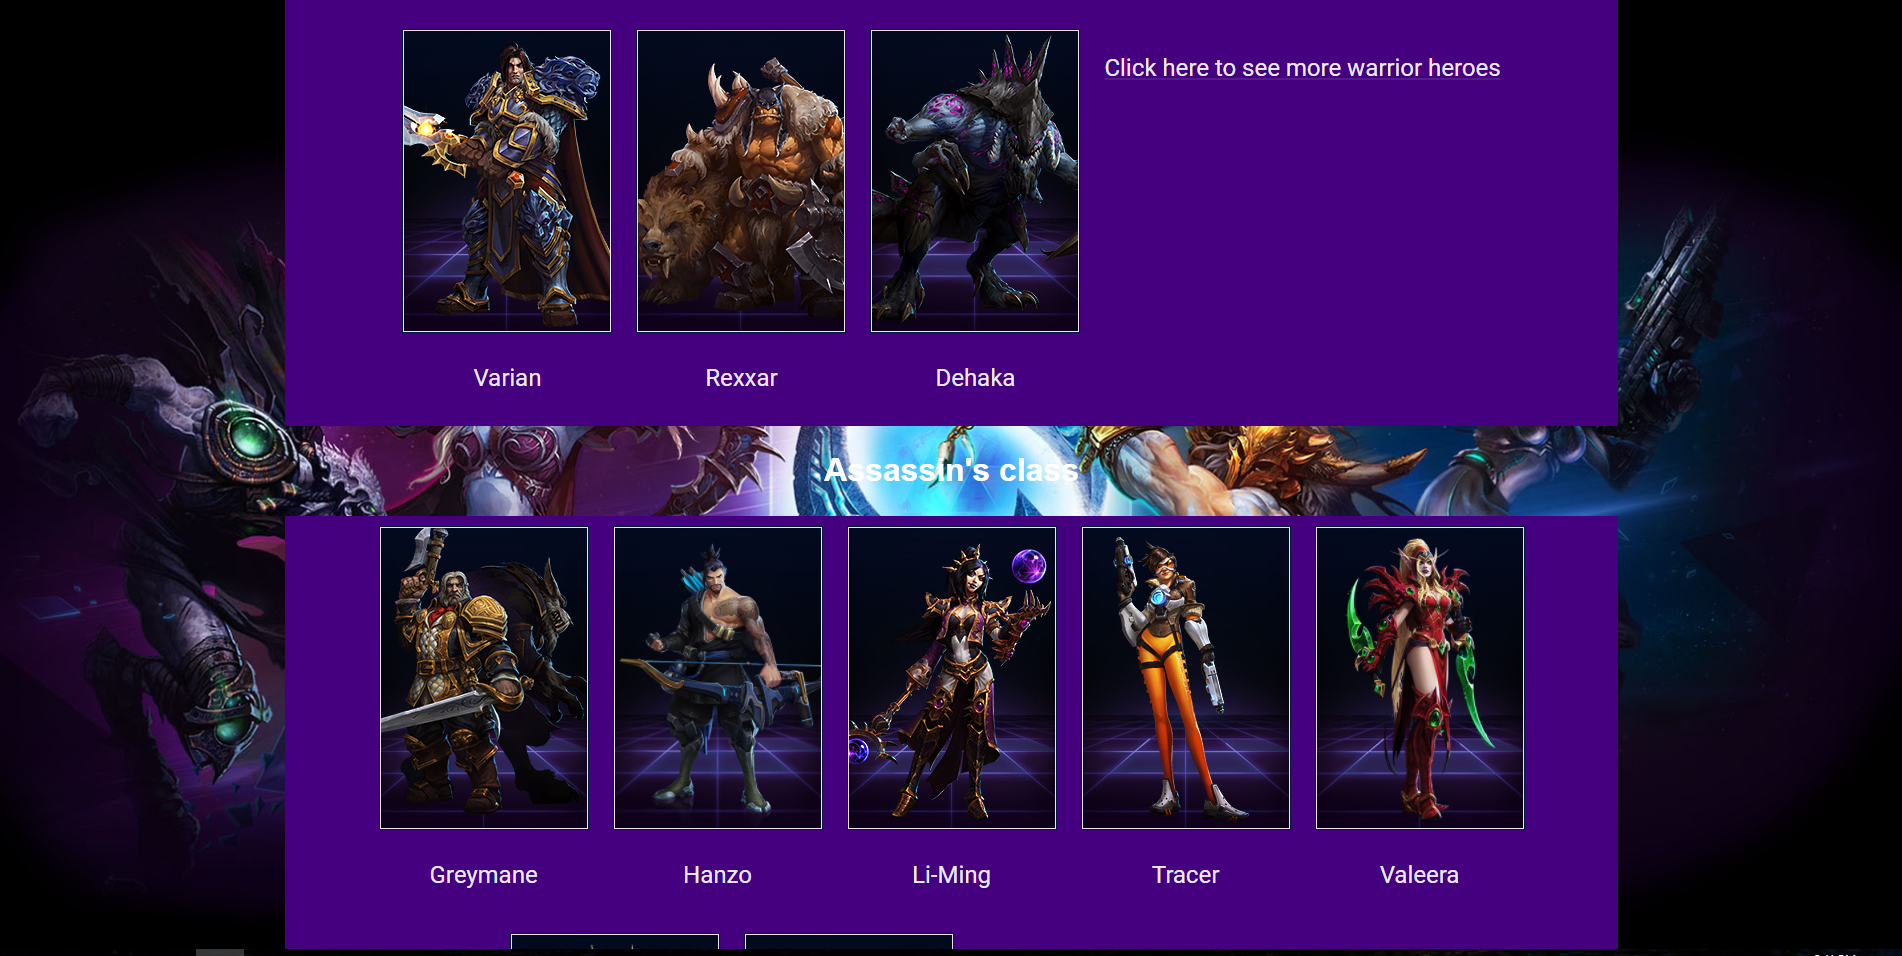 Click here to see more warrior heroes
Varian
Rexxar
Dehaka
Assassin's class
Greymane
Hanzo
Li-Ming
Tracer
Valeera